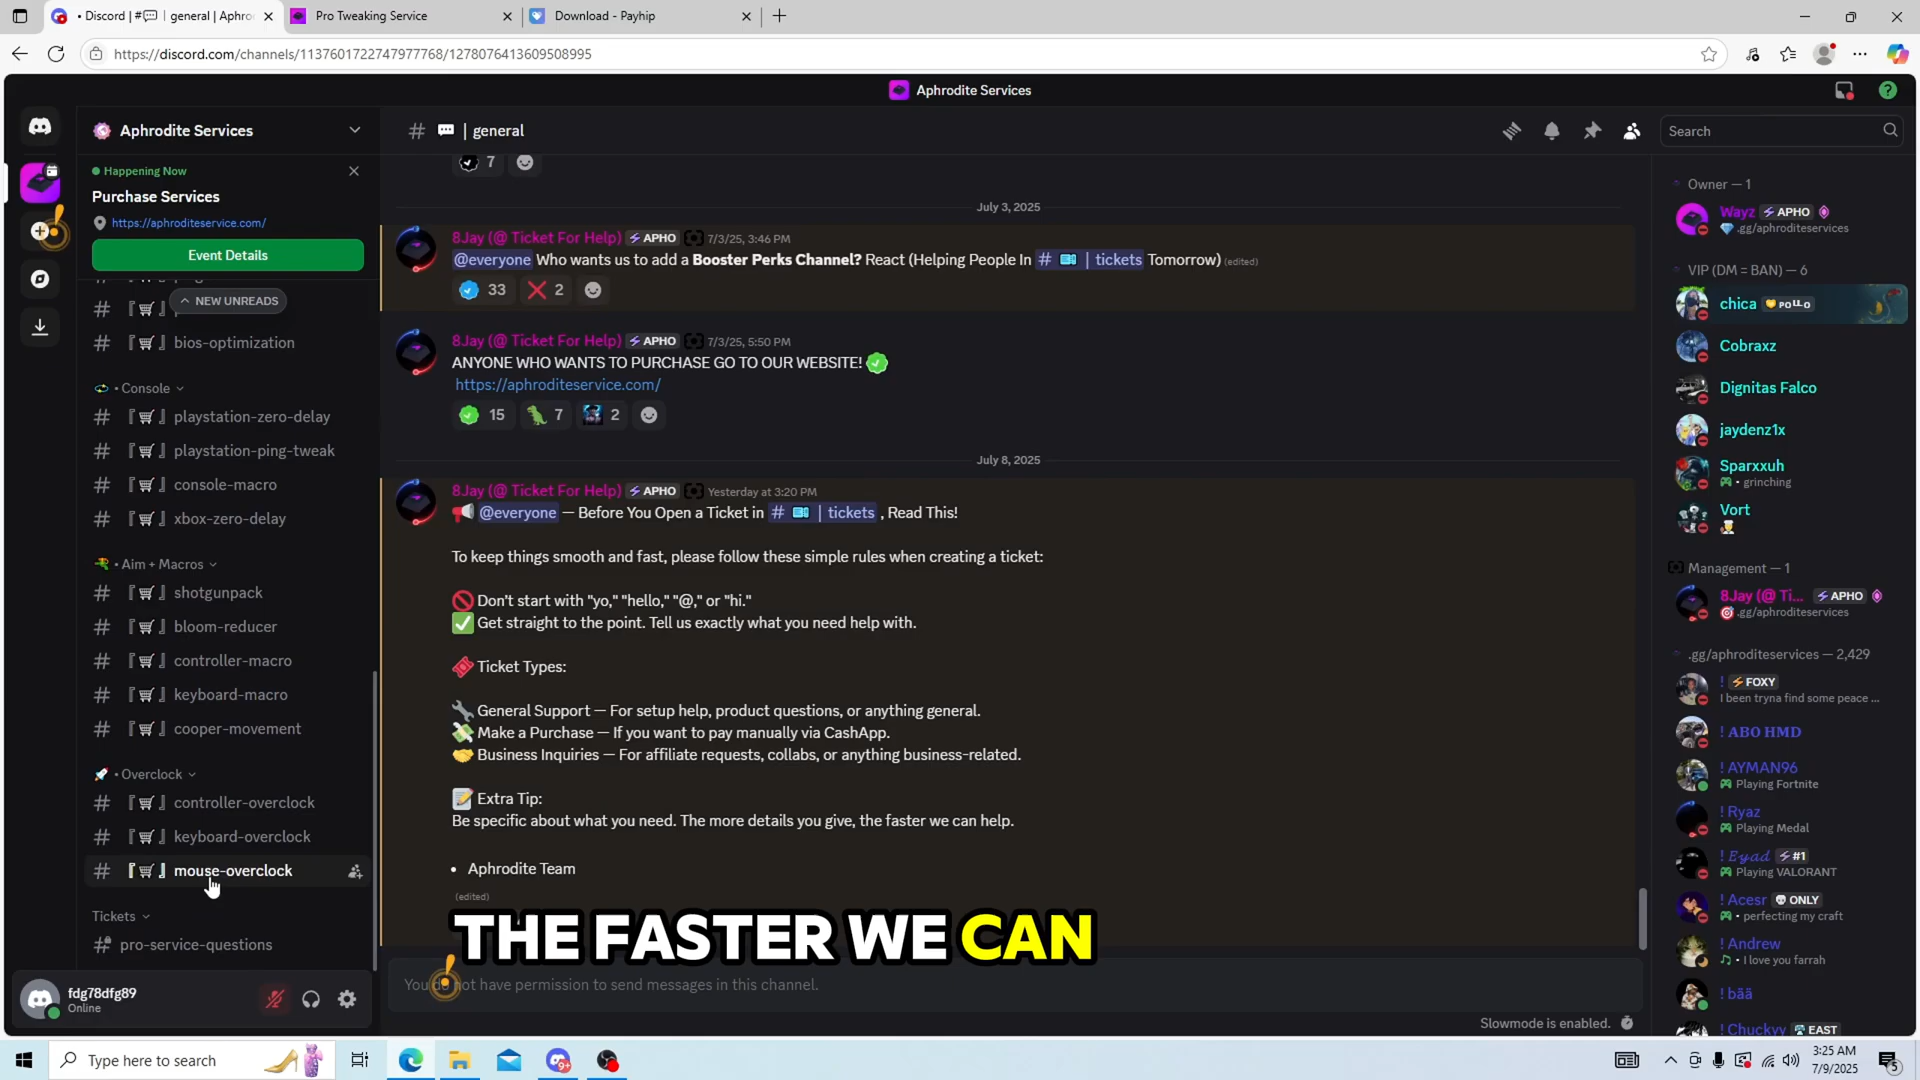 • Discord | #💬 | general | Aphro
Pro Tweaking Service
Download - Payhip
https://discord.com/channels/1137601722747977768/1278076413609508995
Aphrodite Services
Aphrodite Services
Happening Now
Purchase Services
https://aphroditeservice.com/
Event Details
NEW UNREADS
bios-optimization
• Console
playstation-zero-delay
playstation-ping-tweak
console-macro
xbox-zero-delay
• Aim + Macros
shotgunpack
bloom-reducer
controller-macro
keyboard-macro
cooper-movement
• Overclock
controller-overclock
keyboard-overclock
mouse-overclock
Tickets
pro-service-questions
fdg78dfg89
Online
# 💬 | general
Search
7
July 3, 2025
8Jay (@ Ticket For Help) APHO 7/3/25, 3:46 PM
@everyone Who wants us to add a Booster Perks Channel? React (Helping People In # 🎟 | tickets Tomorrow) (edited)
33 2
8Jay (@ Ticket For Help) APHO 7/3/25, 5:50 PM
ANYONE WHO WANTS TO PURCHASE GO TO OUR WEBSITE!
https://aphroditeservice.com/
15 7 2
July 8, 2025
8Jay (@ Ticket For Help) APHO Yesterday at 3:20 PM
📢 @everyone — Before You Open a Ticket in # 🎟 | tickets , Read This!
To keep things smooth and fast, please follow these simple rules when creating a ticket:
🚫 Don't start with "yo," "hello," "@," or "hi."
✅ Get straight to the point. Tell us exactly what you need help with.
🎟 Ticket Types:
🔧 General Support — For setup help, product questions, or anything general.
💸 Make a Purchase — If you want to pay manually via CashApp.
🤝 Business Inquiries — For affiliate requests, collabs, or anything business-related.
📝 Extra Tip:
Be specific about what you need. The more details you give, the faster we can help.
• Aphrodite Team
(edited)
THE FASTER WE CAN
You do not have permission to send messages in this channel.
Slowmode is enabled.
Owner — 1
Wayz APHO
.gg/aphroditeservices
VIP (DM = BAN) — 6
chica POLLO
Cobraxz
Dignitas Falco
jaydenz1x
Sparxxuh
• grinching
Vort
Management — 1
8Jay (@ Ti... APHO
.gg/aphroditeservices
.gg/aphroditeservices — 2,429
! FOXY
I been tryna find some peace ...
! ABO HMD
! AYMAN96
Playing Fortnite
! Ryaz
Playing Medal
! Eyad #1
Playing VALORANT
! Acesr ONLY
• perfecting my craft
! Andrew
• I love you farrah
! bāā
! Chuckyy EAST
Type here to search
9+
3:25 AM
7/9/2025
5